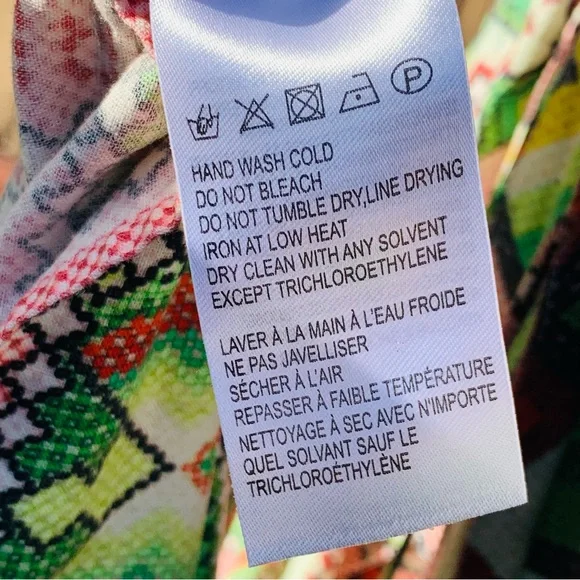 P
HAND WASH COLD
DO NOT BLEACH
DO NOT TUMBLE DRY,LINE DRYING
IRON AT LOW HEAT
DRY CLEAN WITH ANY SOLVENT
EXCEPT TRICHLOROETHYLENE
LAVER À LA MAIN À L'EAU FROIDE
NE PAS JAVELLISER
SÉCHER À L'AIR
REPASSER À FAIBLE TEMPÉRATURE
NETTOYAGE À SEC AVEC N'IMPORTE
QUEL SOLVANT SAUF LE
TRICHLOROÈTHYLÈNE